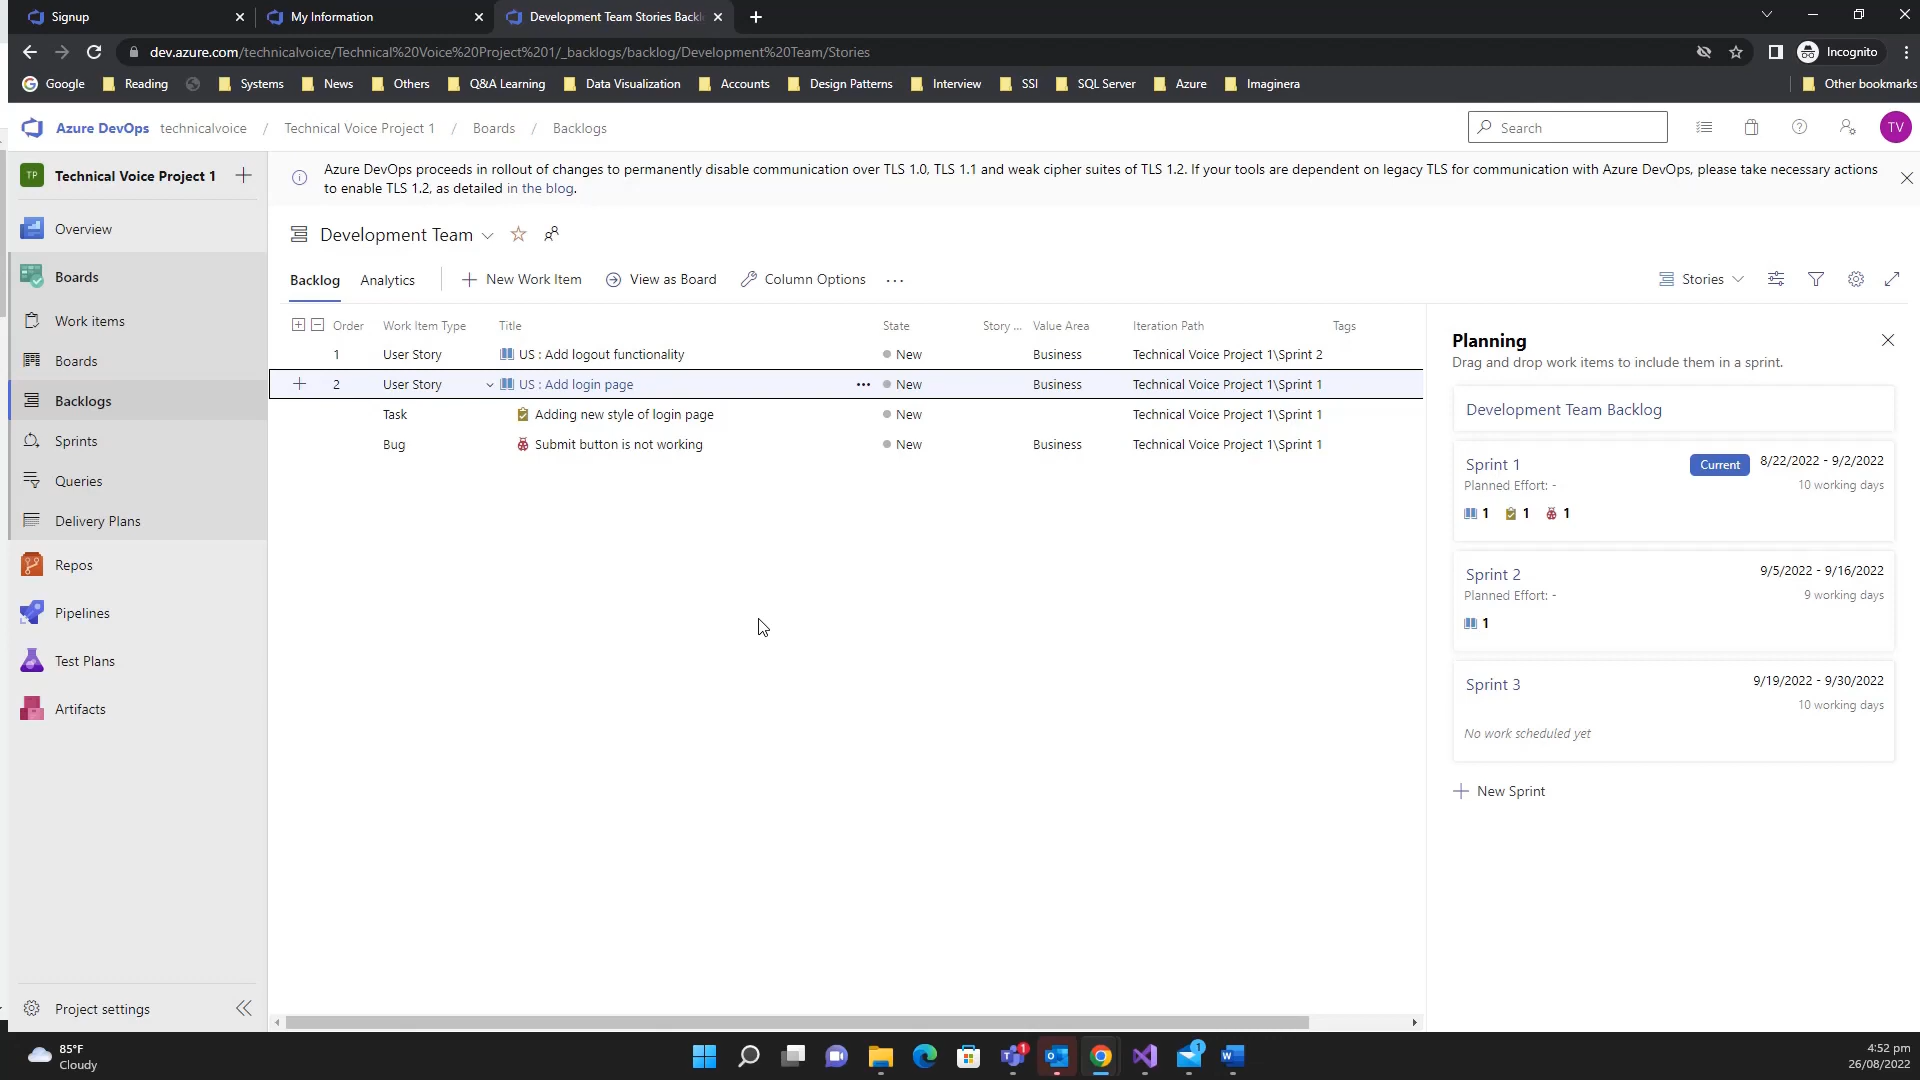 Signup
My Information
Development Team Stories Backl
dev.azure.com/technicalvoice/Technical%20Voice%20Project%201/_backlogs/backlog/Development%20Team/Stories
Incognito
Google Reading Systems News Others Q&A Learning Data Visualization Accounts Design Patterns Interview SSI SQL Server Azure Imaginera Other bookmarks
Azure DevOps technicalvoice / Technical Voice Project 1 / Boards / Backlogs
Search
TV
TP Technical Voice Project 1
Azure DevOps proceeds in rollout of changes to permanently disable communication over TLS 1.0, TLS 1.1 and weak cipher suites of TLS 1.2. If your tools are dependent on legacy TLS for communication with Azure DevOps, please take necessary actions
to enable TLS 1.2, as detailed in the blog.
Overview
Boards
Work items
Boards
Backlogs
Sprints
Queries
Delivery Plans
Repos
Pipelines
Test Plans
Artifacts
Project settings
Development Team
Backlog Analytics New Work Item View as Board Column Options ... Stories
Order Work Item Type Title State Story ... Value Area Iteration Path Tags
1 User Story US : Add logout functionality New Business Technical Voice Project 1\Sprint 2
2 User Story US : Add login page ... New Business Technical Voice Project 1\Sprint 1
Task Adding new style of login page New Technical Voice Project 1\Sprint 1
Bug Submit button is not working New Business Technical Voice Project 1\Sprint 1
Planning
Drag and drop work items to include them in a sprint.
Development Team Backlog
Sprint 1 Current 8/22/2022 - 9/2/2022
Planned Effort: - 10 working days
1 1 1
Sprint 2 9/5/2022 - 9/16/2022
Planned Effort: - 9 working days
1
Sprint 3 9/19/2022 - 9/30/2022
10 working days
No work scheduled yet
New Sprint
85°F
Cloudy
1
1
4:52 pm
26/08/2022